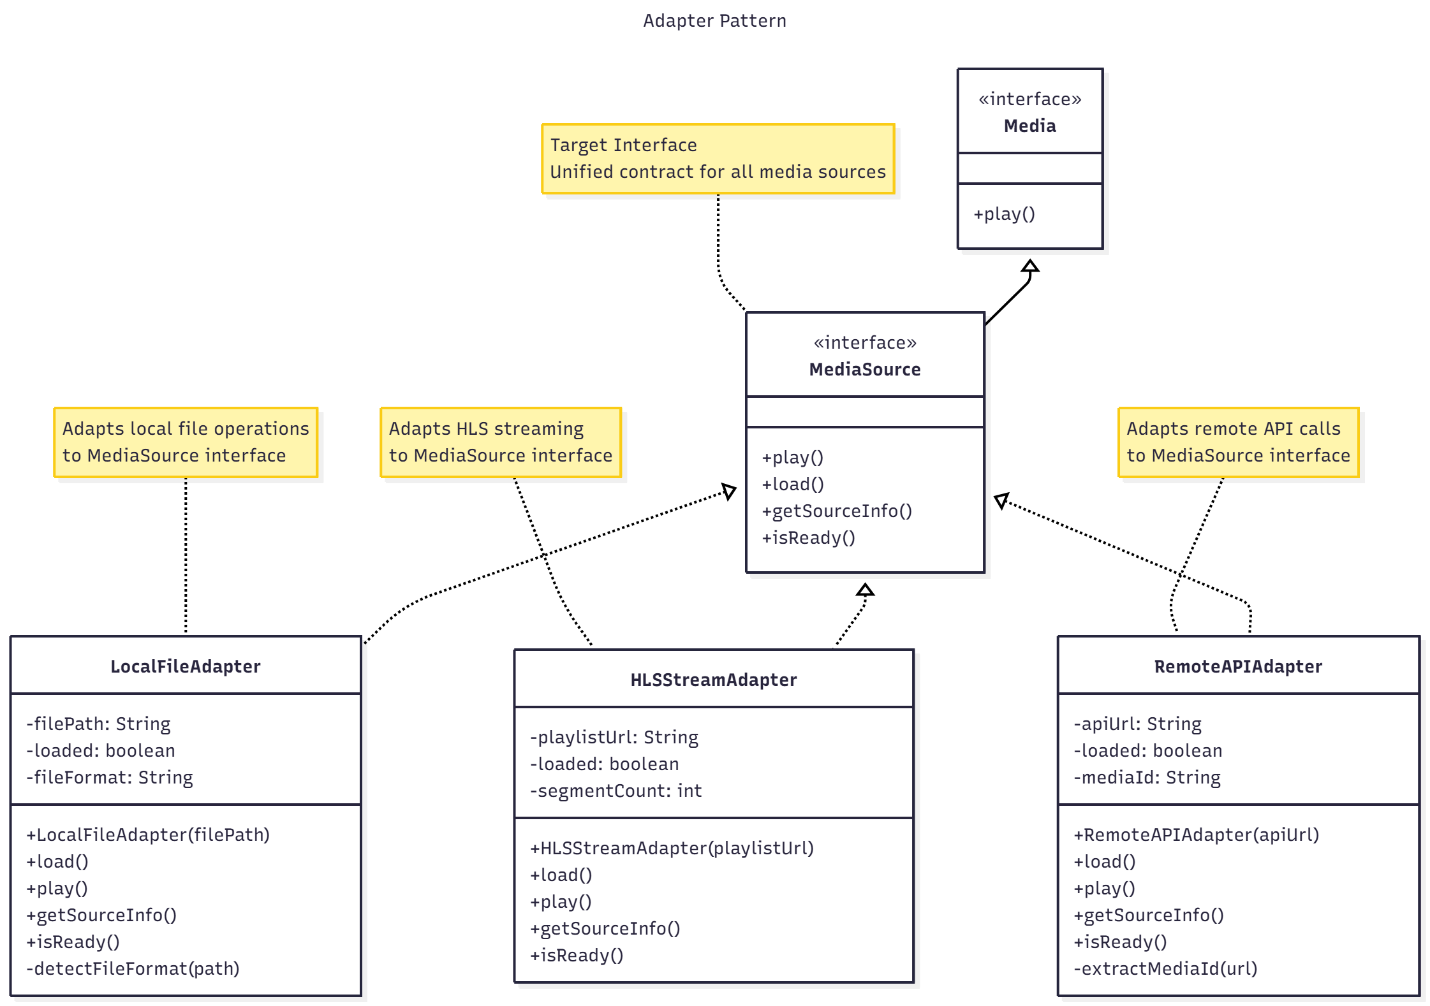 Adapter Pattern
«interface»
Media
+play()
Target Interface
Unified contract for all media sources
«interface»
MediaSource
+play()
+load()
+getSourceInfo()
+isReady()
Adapts local file operations
to MediaSource interface
Adapts HLS streaming
to MediaSource interface
Adapts remote API calls
to MediaSource interface
LocalFileAdapter
-filePath: String
-loaded: boolean
-fileFormat: String
+LocalFileAdapter(filePath)
+load()
+play()
+getSourceInfo()
+isReady()
-detectFileFormat(path)
HLSStreamAdapter
-playlistUrl: String
-loaded: boolean
-segmentCount: int
+HLSStreamAdapter(playlistUrl)
+load()
+play()
+getSourceInfo()
+isReady()
RemoteAPIAdapter
-apiUrl: String
-loaded: boolean
-mediaId: String
+RemoteAPIAdapter(apiUrl)
+load()
+play()
+getSourceInfo()
+isReady()
-extractMediaId(url)